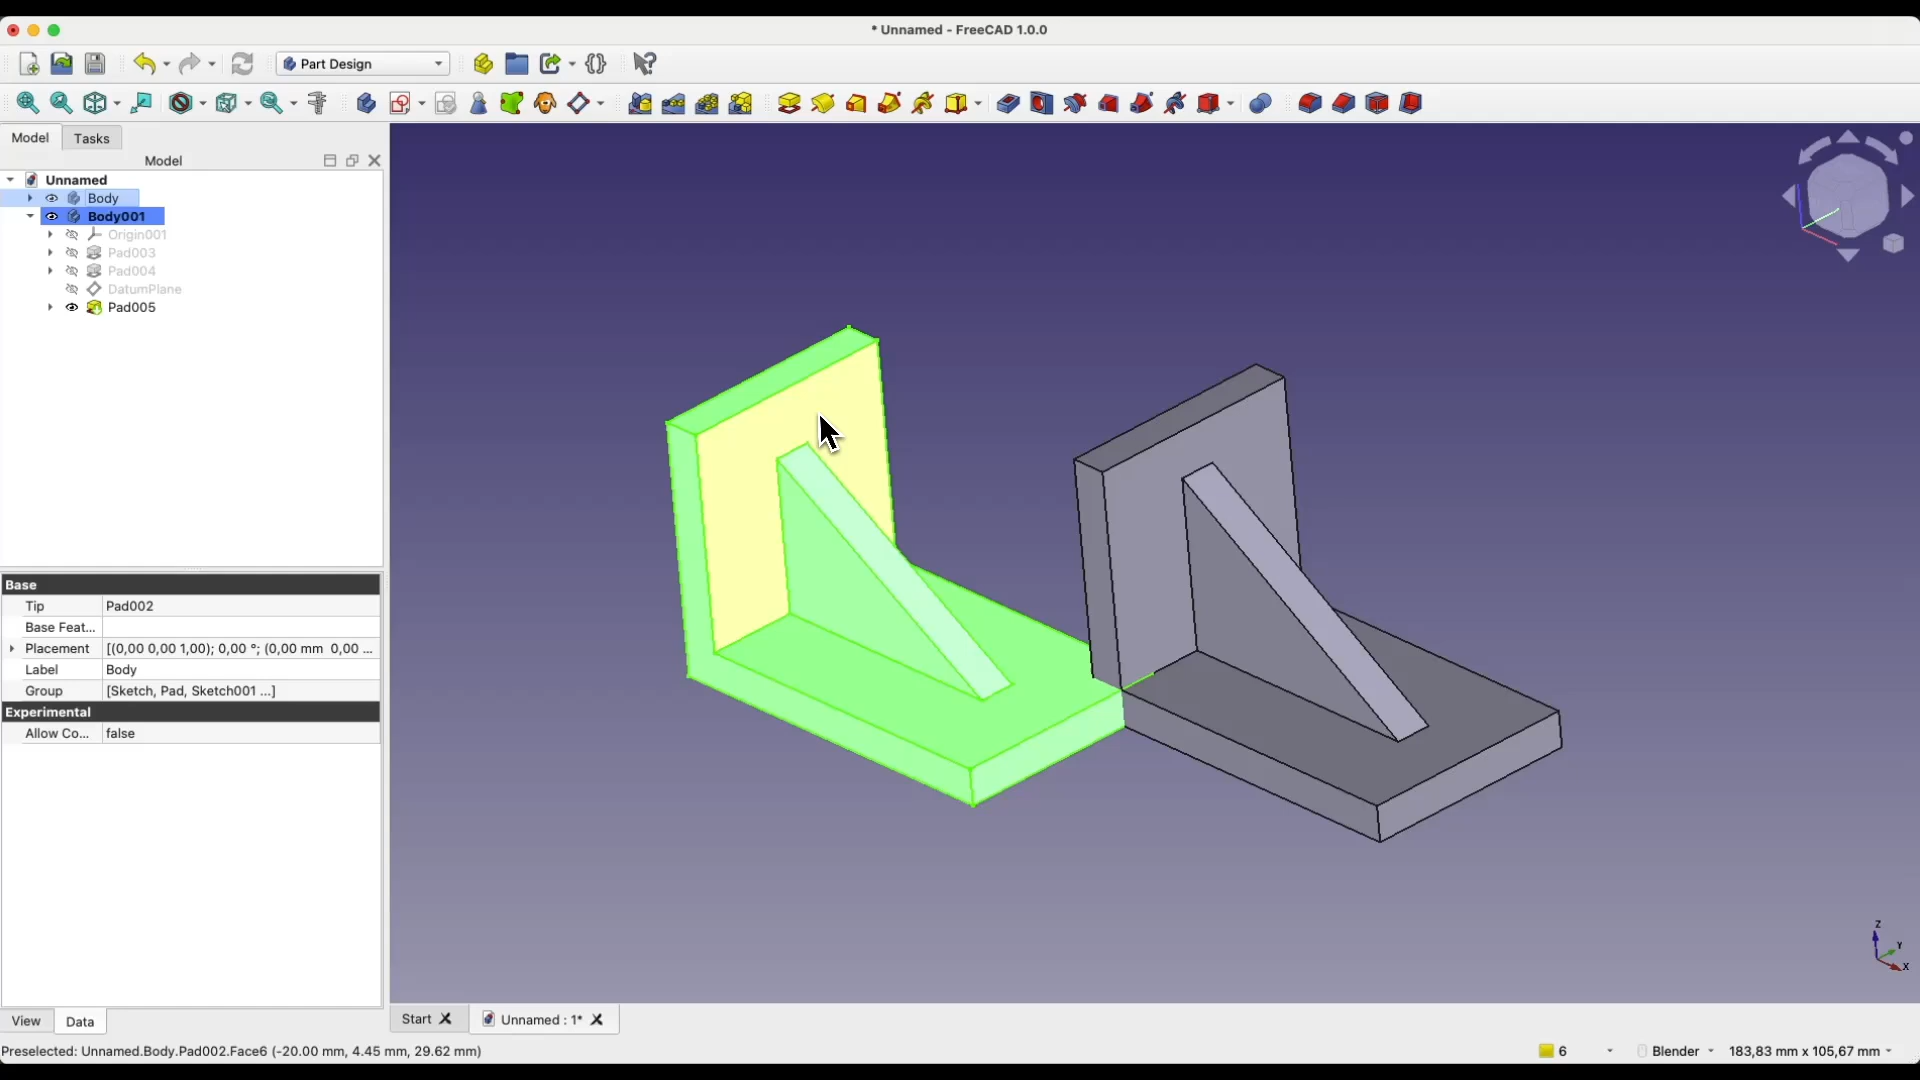 * Unnamed - FreeCAD 1.0.0
Part Design
Model
Tasks
Model
Unnamed
Body
Body001
Origin001
Pad003
Pad004
DatumPlane
Pad005
Base
Tip Pad002
Base Feat...
Placement [(0,00 0,00 1,00); 0,00 °; (0,00 mm 0,00 ...
Label Body
Group [Sketch, Pad, Sketch001 ...]
Experimental
Allow Co... false
Z
Y
X
View
Data
Start
Unnamed : 1*
Preselected: Unnamed.Body.Pad002.Face6 (-20.00 mm, 4.45 mm, 29.62 mm)
6
Blender
183,83 mm x 105,67 mm